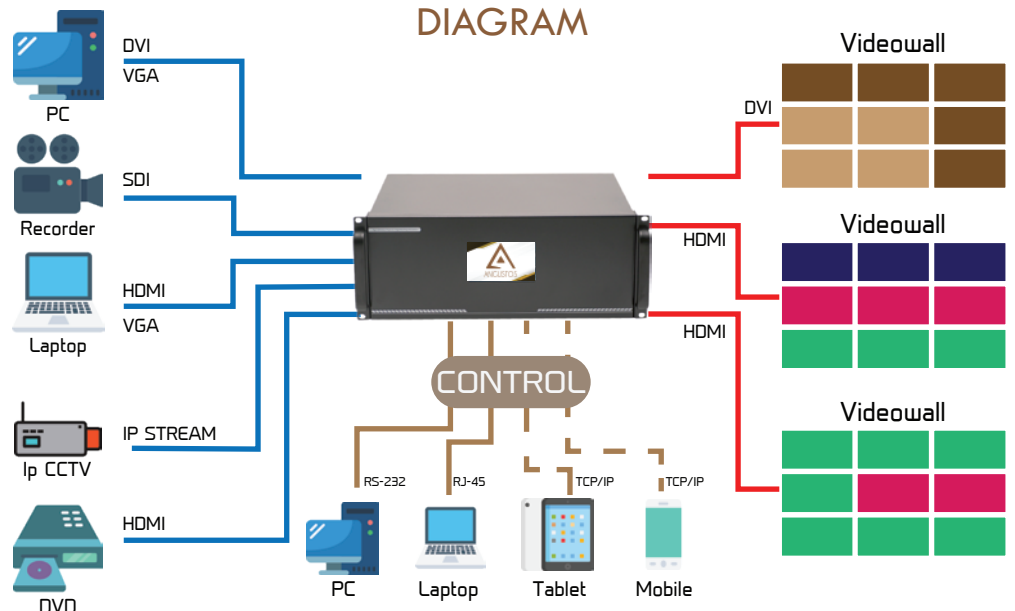 DIAGRAM
DVI
VGA
PC
SDI
Recorder
HDMI
VGA
Laptop
IP STREAM
Ip CCTV
HDMI
DVD
ANCUSTOS
CONTROL
RS-232
RJ-45
TCP/IP
TCP/IP
PC
Laptop
Tablet
Mobile
DVI
Videowall
HDMI
Videowall
HDMI
Videowall